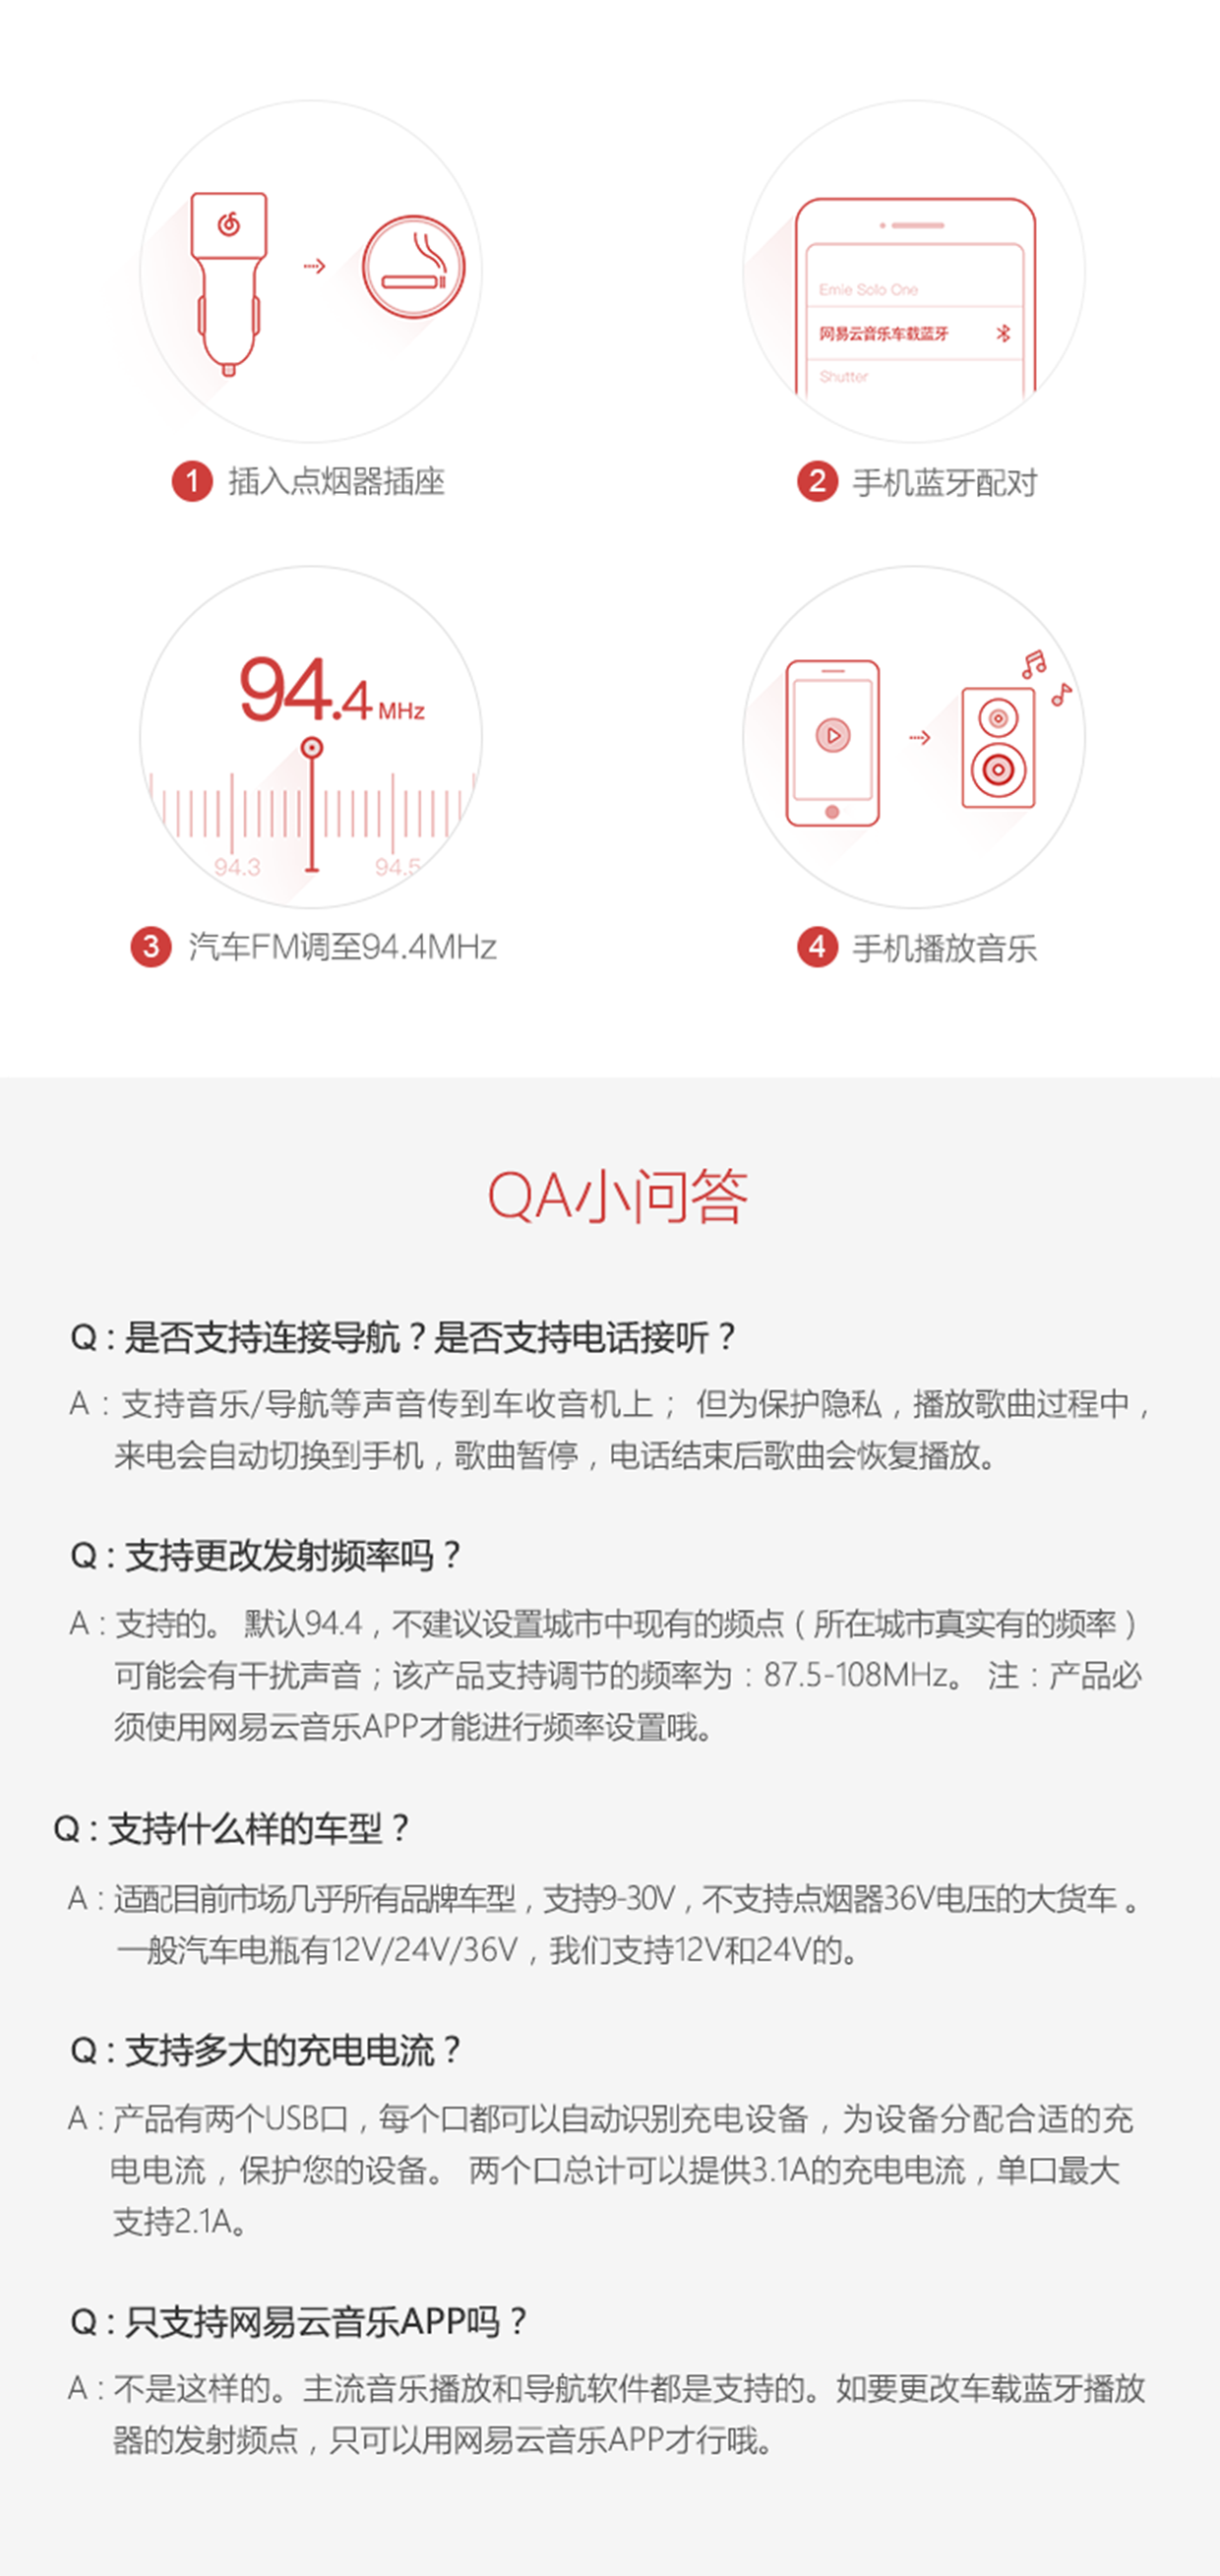 Emie Solo One
网易云音乐车载蓝牙
Shutter
1 插入点烟器插座
2 手机蓝牙配对
94.4 MHz
94.3
94.5
3 汽车FM调至94.4MHz
4 手机播放音乐
QA小问答
Q：是否支持连接导航？是否支持电话接听？
A：支持音乐/导航等声音传到车收音机上； 但为保护隐私，播放歌曲过程中，
来电会自动切换到手机，歌曲暂停，电话结束后歌曲会恢复播放。
Q：支持更改发射频率吗？
A：支持的。 默认94.4，不建议设置城市中现有的频点（所在城市真实有的频率）
可能会有干扰声音；该产品支持调节的频率为：87.5-108MHz。 注：产品必
须使用网易云音乐APP才能进行频率设置哦。
Q：支持什么样的车型？
A：适配目前市场几乎所有品牌车型，支持9-30V，不支持点烟器36V电压的大货车 。
一般汽车电瓶有12V/24V/36V，我们支持12V和24V的。
Q：支持多大的充电电流？
A：产品有两个USB口，每个口都可以自动识别充电设备，为设备分配合适的充
电电流，保护您的设备。 两个口总计可以提供3.1A的充电电流，单口最大
支持2.1A。
Q：只支持网易云音乐APP吗？
A：不是这样的。主流音乐播放和导航软件都是支持的。如要更改车载蓝牙播放
器的发射频点，只可以用网易云音乐APP才行哦。